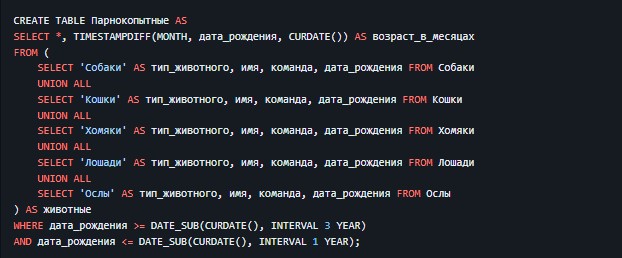 CREATE TABLE Парнокопытные AS
SELECT *, TIMESTAMPDIFF(MONTH, дата_рождения, CURDATE()) AS возраст_в_месяцах
FROM (
    SELECT 'Собаки' AS тип_животного, имя, команда, дата_рождения FROM Собаки
    UNION ALL
    SELECT 'Кошки' AS тип_животного, имя, команда, дата_рождения FROM Кошки
    UNION ALL
    SELECT 'Хомяки' AS тип_животного, имя, команда, дата_рождения FROM Хомяки
    UNION ALL
    SELECT 'Лошади' AS тип_животного, имя, команда, дата_рождения FROM Лошади
    UNION ALL
    SELECT 'Ослы' AS тип_животного, имя, команда, дата_рождения FROM Ослы
) AS животные
WHERE дата_рождения >= DATE_SUB(CURDATE(), INTERVAL 3 YEAR)
AND дата_рождения <= DATE_SUB(CURDATE(), INTERVAL 1 YEAR);